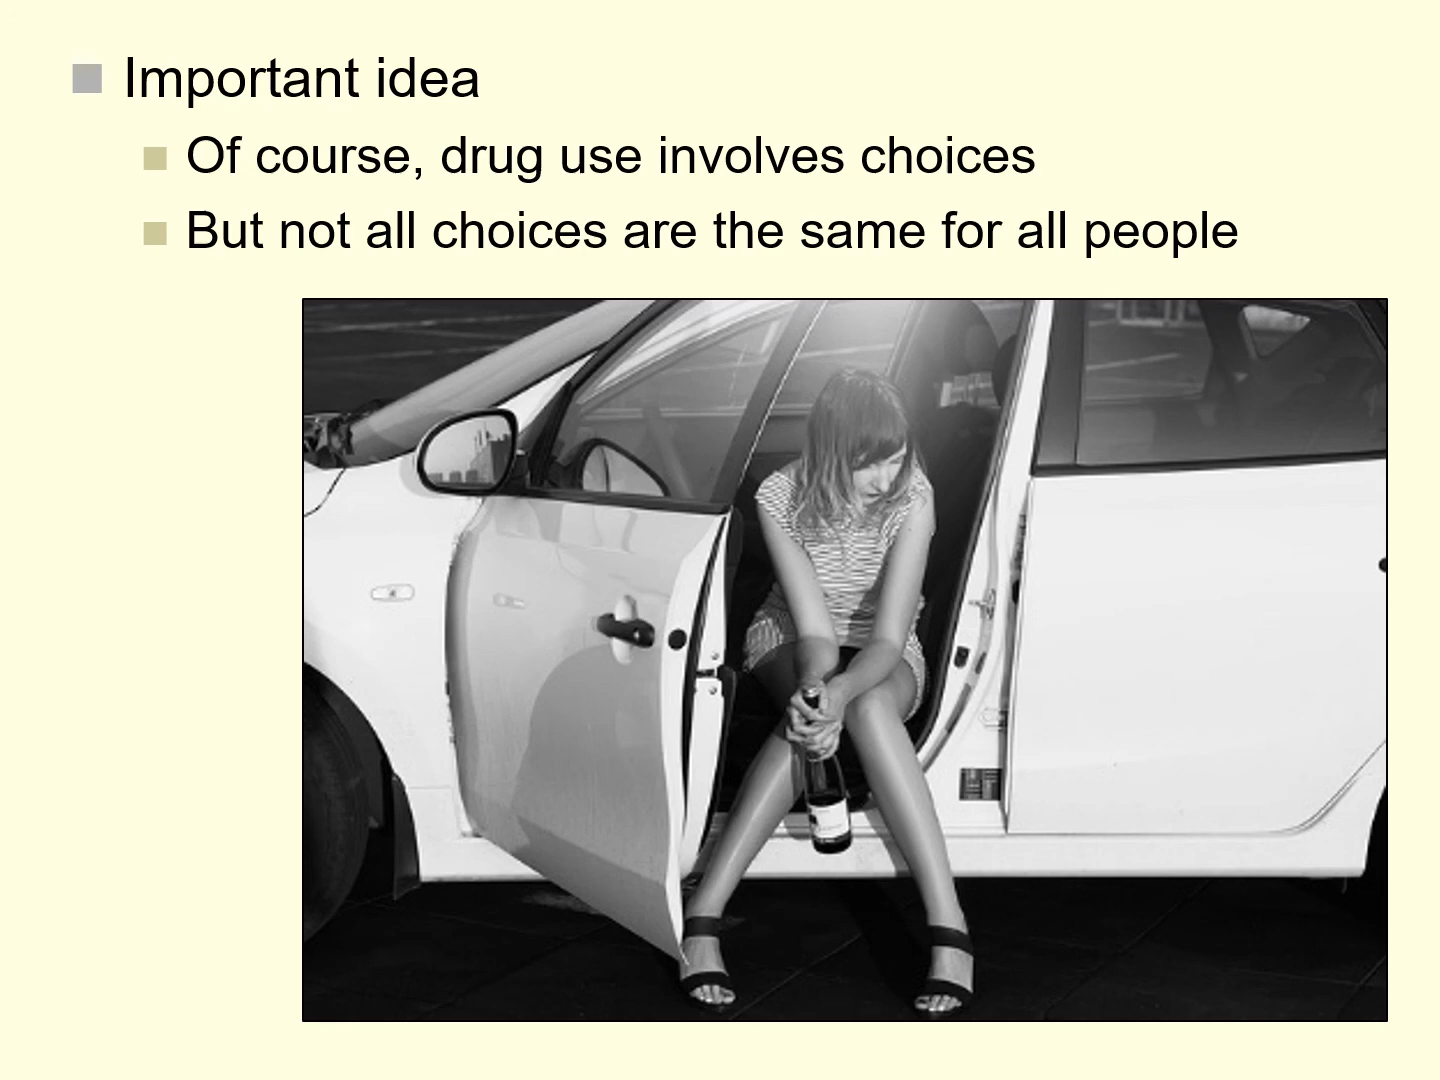 Important idea
Of course, drug use involves choices
But not all choices are the same for all people